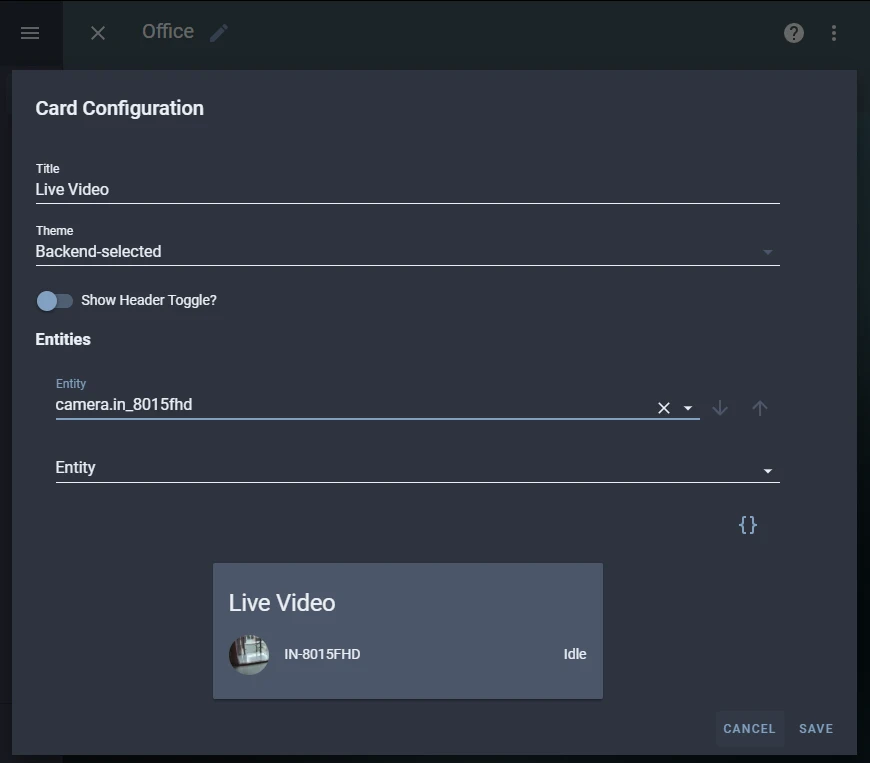 Office
Card Configuration
Title
Live Video
Theme
Backend-selected
Show Header Toggle?
Entities
Entity
camera.in_8015fhd
Entity
{}
Live Video
IN-8015FHD Idle
CANCEL SAVE